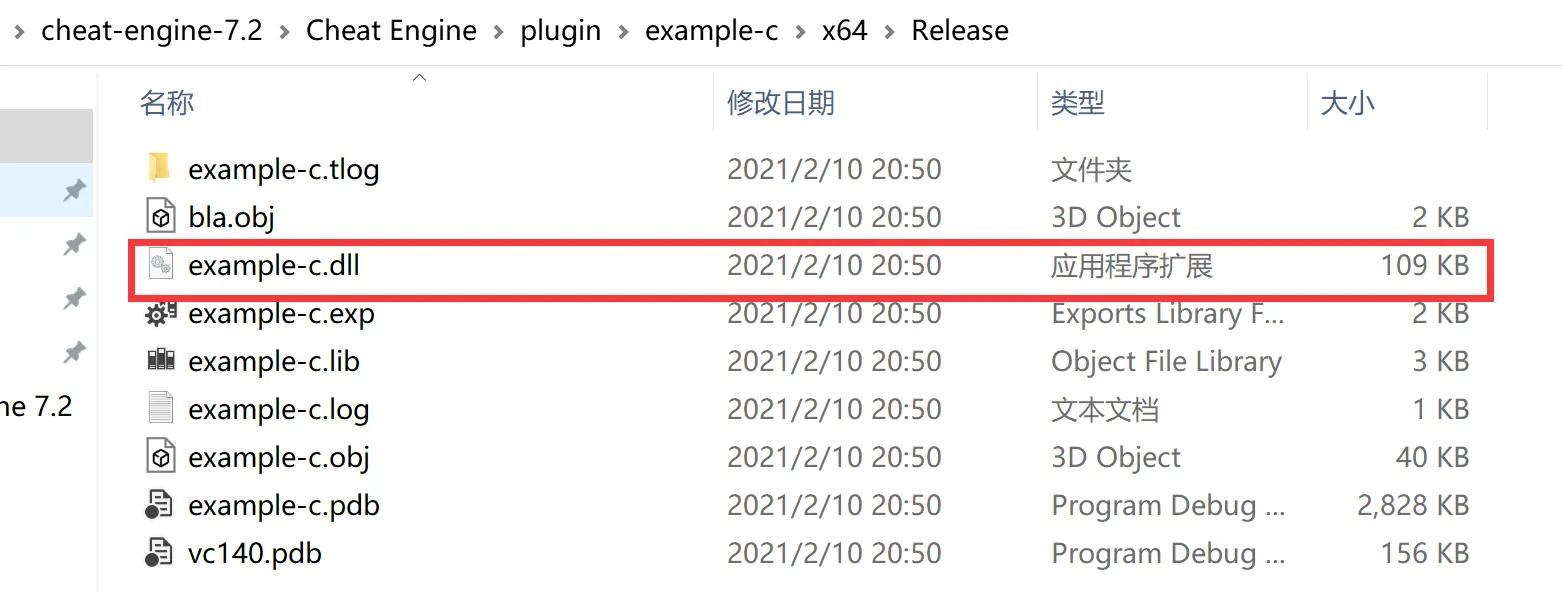 cheat-engine-7.2 > Cheat Engine > plugin > example-c > x64 > Release
名称 修改日期 类型 大小
example-c.tlog 2021/2/10 20:50 文件夹
bla.obj 2021/2/10 20:50 3D Object 2 KB
example-c.dll 2021/2/10 20:50 应用程序扩展 109 KB
example-c.exp 2021/2/10 20:50 Exports Library F... 2 KB
example-c.lib 2021/2/10 20:50 Object File Library 3 KB
ne 7.2 example-c.log 2021/2/10 20:50 文本文档 1 KB
example-c.obj 2021/2/10 20:50 3D Object 40 KB
example-c.pdb 2021/2/10 20:50 Program Debug ... 2,828 KB
vc140.pdb 2021/2/10 20:50 Program Debug ... 156 KB